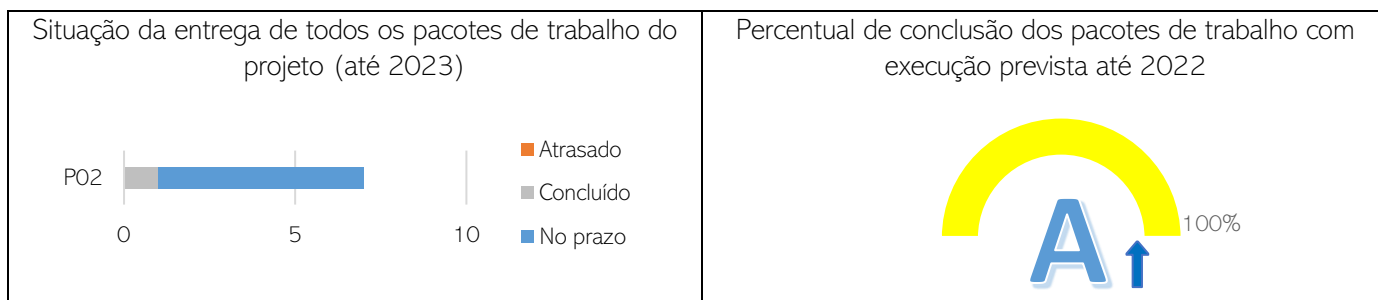 Situação da entrega de todos os pacotes de trabalho do
projeto (até 2023)
P02
0
5
10
Atrasado
Concluído
No prazo
Percentual de conclusão dos pacotes de trabalho com
execução prevista até 2022
100%
A